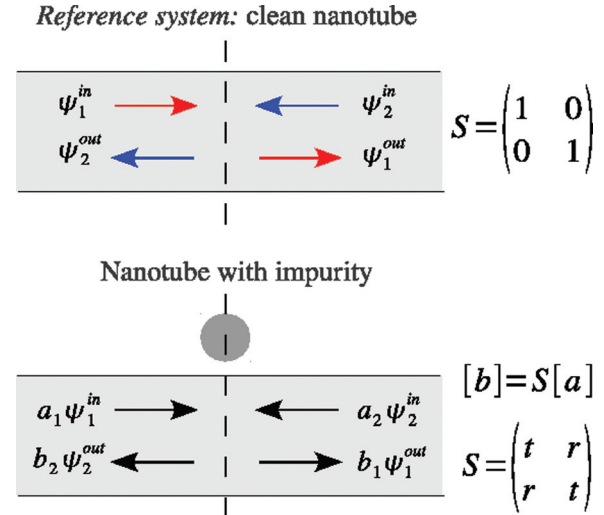 Reference system: clean nanotube
ψ₁ⁱⁿ ψ₂ⁱⁿ
ψ₂ᵒᵘᵗ ψ₁ᵒᵘᵗ
S=(1 0
0 1)
Nanotube with impurity
[b]=S[a]
a₁ψ₁ⁱⁿ a₂ψ₂ⁱⁿ
b₂ψ₂ᵒᵘᵗ b₁ψ₁ᵒᵘᵗ
S=(t r
r t)